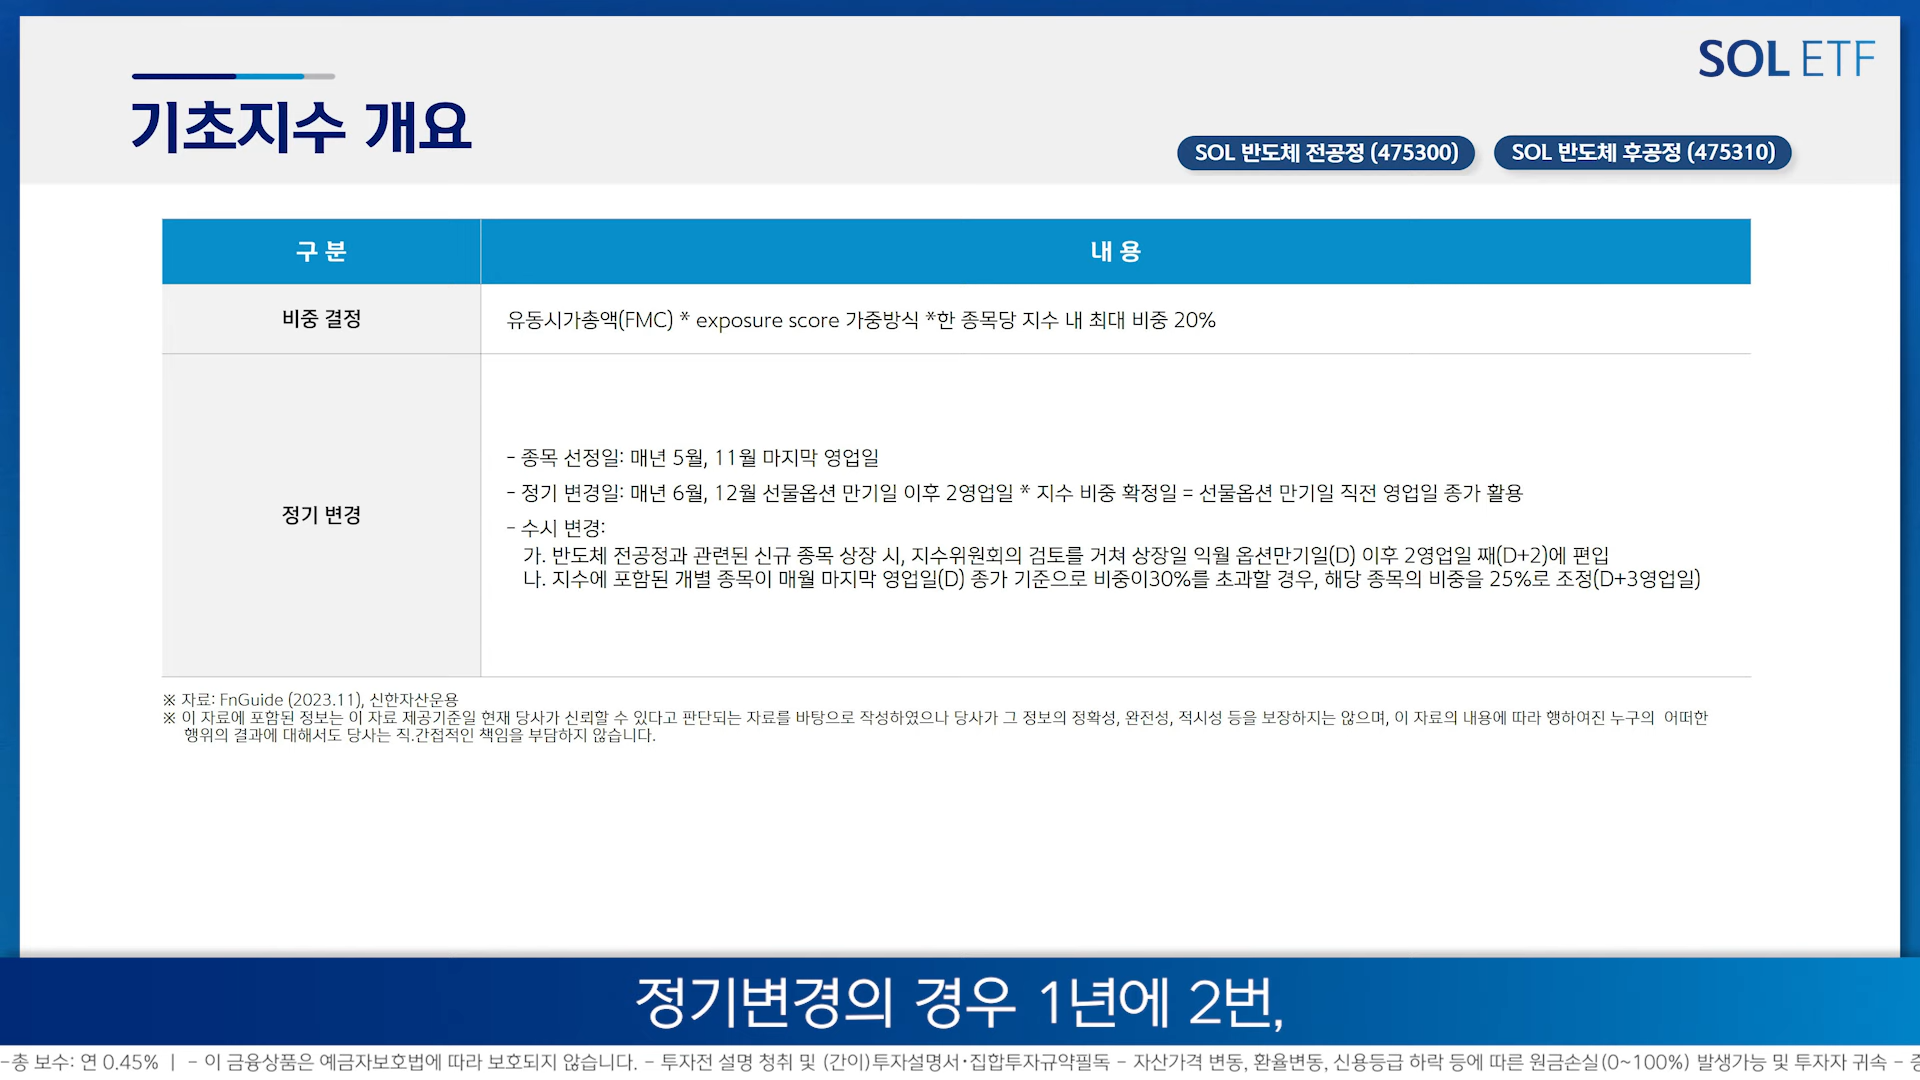 SOL ETF
기초지수 개요
SOL 반도체 전공정 (475300)
SOL 반도체 후공정 (475310)
구 분
내 용
비중 결정
유동시가총액(FMC) * exposure score 가중방식 *한 종목당 지수 내 최대 비중 20%
정기 변경
- 종목 선정일: 매년 5월, 11월 마지막 영업일
- 정기 변경일: 매년 6월, 12월 선물옵션 만기일 이후 2영업일 * 지수 비중 확정일 = 선물옵션 만기일 직전 영업일 종가 활용
- 수시 변경:
가. 반도체 전공정과 관련된 신규 종목 상장 시, 지수위원회의 검토를 거쳐 상장일 익월 옵션만기일(D) 이후 2영업일 째(D+2)에 편입
나. 지수에 포함된 개별 종목이 매월 마지막 영업일(D) 종가 기준으로 비중이30%를 초과할 경우, 해당 종목의 비중을 25%로 조정(D+3영업일)
※ 자료: FnGuide (2023.11), 신한자산운용
※ 이 자료에 포함된 정보는 이 자료 제공기준일 현재 당사가 신뢰할 수 있다고 판단되는 자료를 바탕으로 작성하였으나 당사가 그 정보의 정확성, 완전성, 적시성 등을 보장하지는 않으며, 이 자료의 내용에 따라 행하여진 누구의 어떠한
행위의 결과에 대해서도 당사는 직.간접적인 책임을 부담하지 않습니다.
정기변경의 경우 1년에 2번,
-총 보수: 연 0.45% | - 이 금융상품은 예금자보호법에 따라 보호되지 않습니다. - 투자전 설명 청취 및 (간이)투자설명서·집합투자규약필독 - 자산가격 변동, 환율변동, 신용등급 하락 등에 따른 원금손실(0~100%) 발생가능 및 투자자 귀속 -